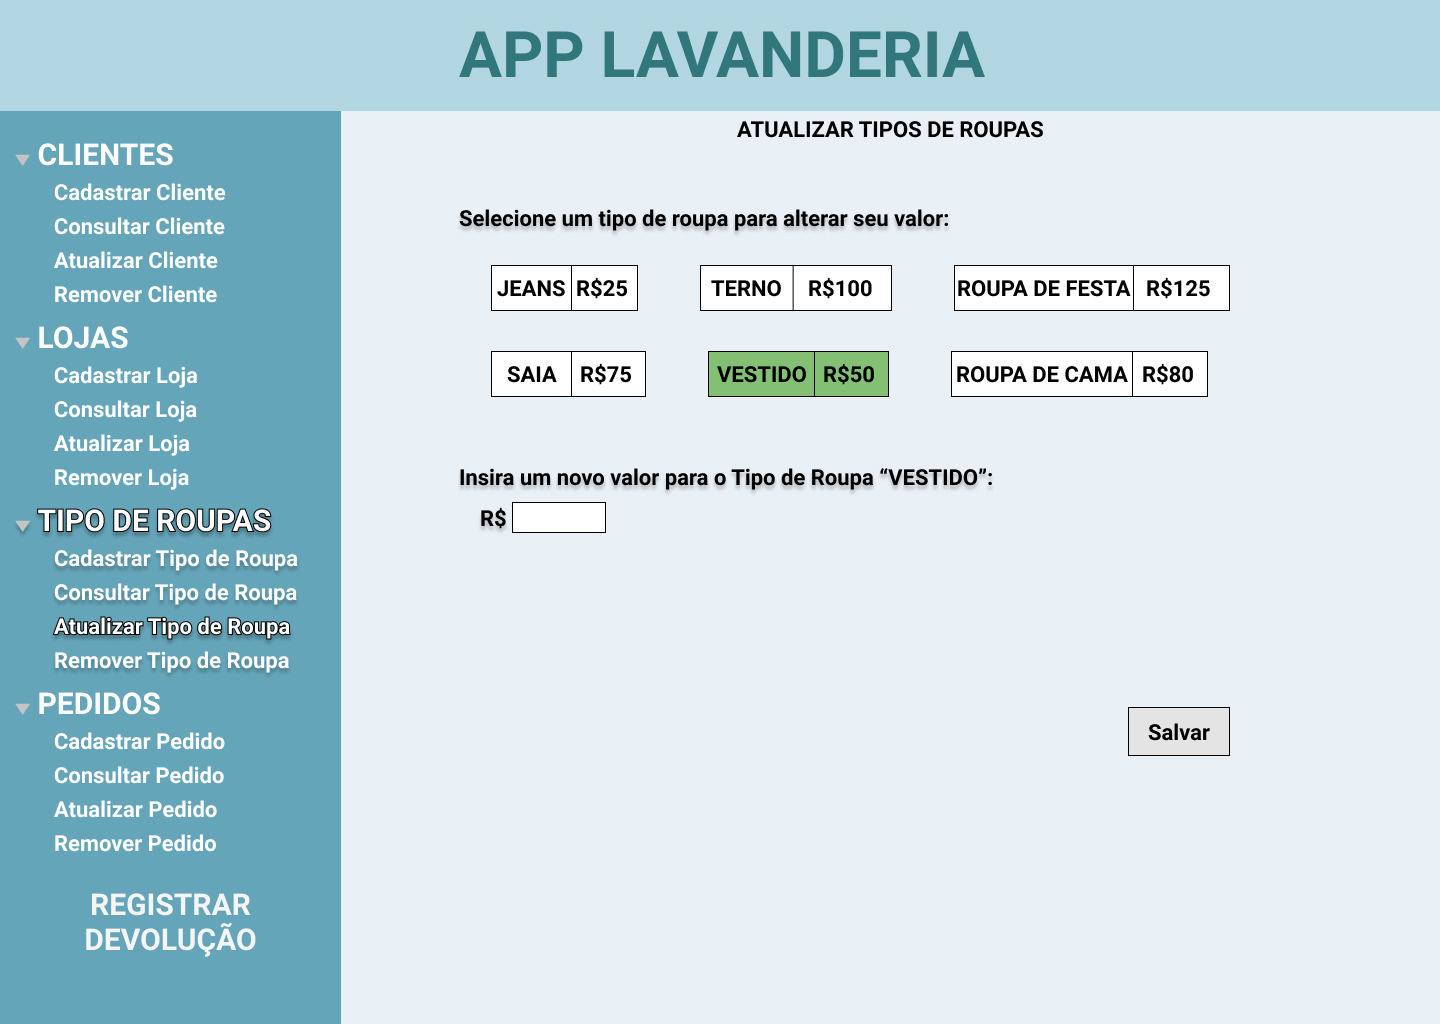 APP LAVANDERIA
CLIENTES
Cadastrar Cliente
Consultar Cliente
Atualizar Cliente
Remover Cliente
LOJAS
Cadastrar Loja
Consultar Loja
Atualizar Loja
Remover Loja
TIPO DE ROUPAS
Cadastrar Tipo de Roupa
Consultar Tipo de Roupa
Atualizar Tipo de Roupa
Remover Tipo de Roupa
PEDIDOS
Cadastrar Pedido
Consultar Pedido
Atualizar Pedido
Remover Pedido
REGISTRAR
DEVOLUÇÃO
ATUALIZAR TIPOS DE ROUPAS
Selecione um tipo de roupa para alterar seu valor:
JEANS R$25 TERNO R$100 ROUPA DE FESTA R$125
SAIA R$75 VESTIDO R$50 ROUPA DE CAMA R$80
Insira um novo valor para o Tipo de Roupa “VESTIDO”:
R$
Salvar